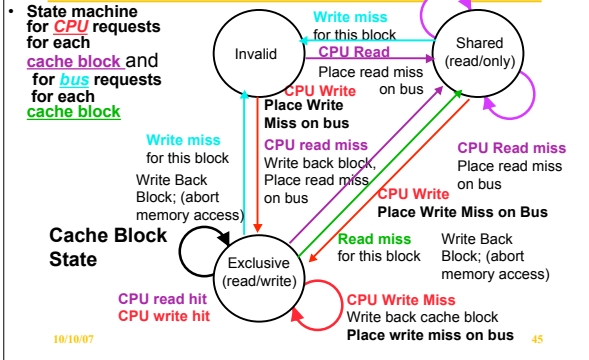 • State machine
for CPU requests
for each
cache block and
for bus requests
for each
cache block
Write miss
for this block
Invalid
CPU Read
Place read miss
on bus
Shared
(read/only)
CPU Write
Place Write
Miss on bus
Write miss
for this block
Write Back
Block; (abort
memory access)
CPU read miss
Write back block,
Place read miss
on bus
CPU Read miss
Place read miss
on bus
CPU Write
Place Write Miss on Bus
Cache Block
State
Read miss
for this block
Write Back
Block; (abort
memory access)
Exclusive
(read/write)
CPU read hit
CPU write hit
CPU Write Miss
Write back cache block
Place write miss on bus
10/10/07
45